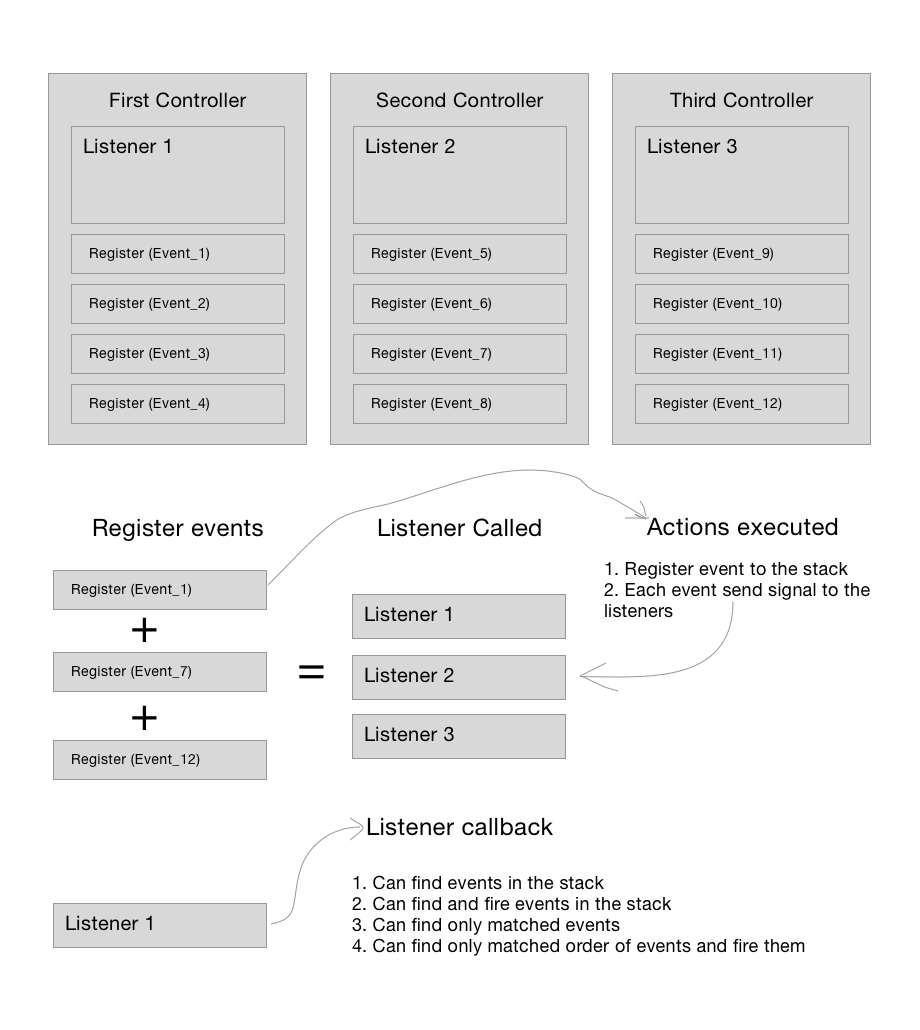 First Controller
Listener 1
Register (Event_1)
Register (Event_2)
Register (Event_3)
Register (Event_4)
Second Controller
Listener 2
Register (Event_5)
Register (Event_6)
Register (Event_7)
Register (Event_8)
Third Controller
Listener 3
Register (Event_9)
Register (Event_10)
Register (Event_11)
Register (Event_12)
Register events
Register (Event_1)
+
Register (Event_7)
+
Register (Event_12)
=
Listener Called
Listener 1
Listener 2
Listener 3
Actions executed
1. Register event to the stack
2. Each event send signal to the
listeners
Listener 1
Listener callback
1. Can find events in the stack
2. Can find and fire events in the stack
3. Can find only matched events
4. Can find only matched order of events and fire them